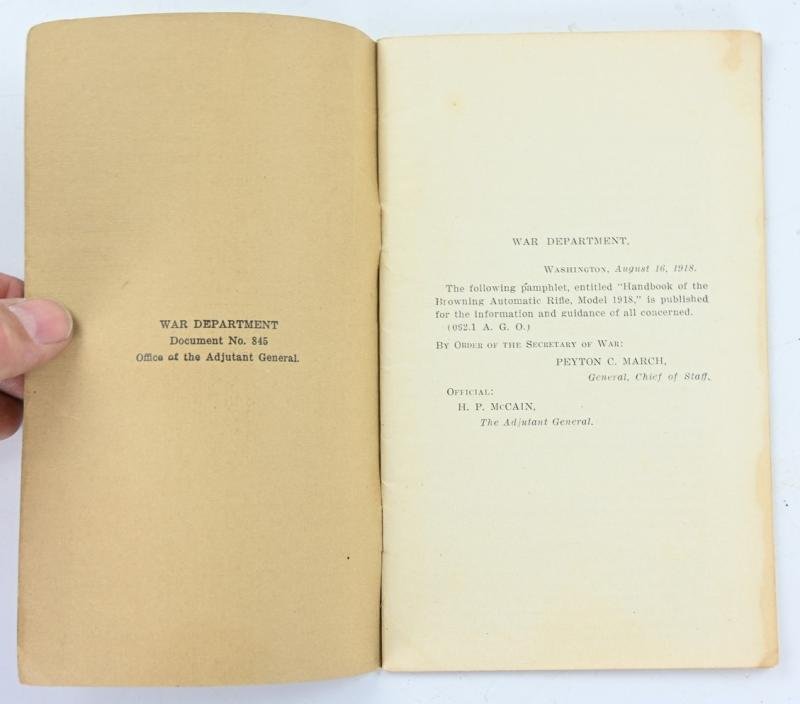 WAR DEPARTMENT
Document No. 845
Office of the Adjutant General.
WAR DEPARTMENT,
WASHINGTON, August 16, 1918.
The following pamphlet, entitled "Handbook of the
Browning Automatic Rifle, Model 1918," is published
for the information and guidance of all concerned.
(062.1 A. G. O.)
BY ORDER OF THE SECRETARY OF WAR:
PEYTON C. MARCH,
General, Chief of Staff.
OFFICIAL:
H. P. McCAIN,
The Adjutant General.